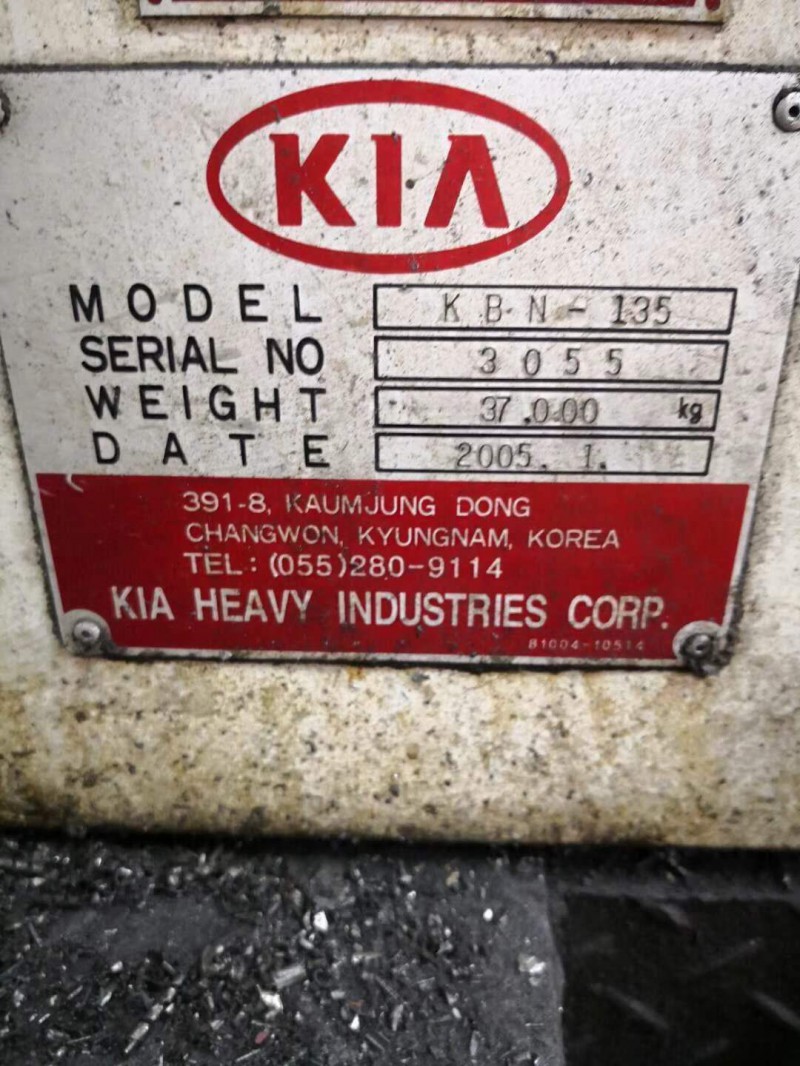 KIA
MODEL KBN-135
SERIAL NO 3055
WEIGHT 37,000 kg
DATE 2005. 1.
391-8, KAUMJUNG DONG
CHANGWON, KYUNGNAM, KOREA
TEL: (055)280-9114
KIA HEAVY INDUSTRIES CORP.
81004-10514